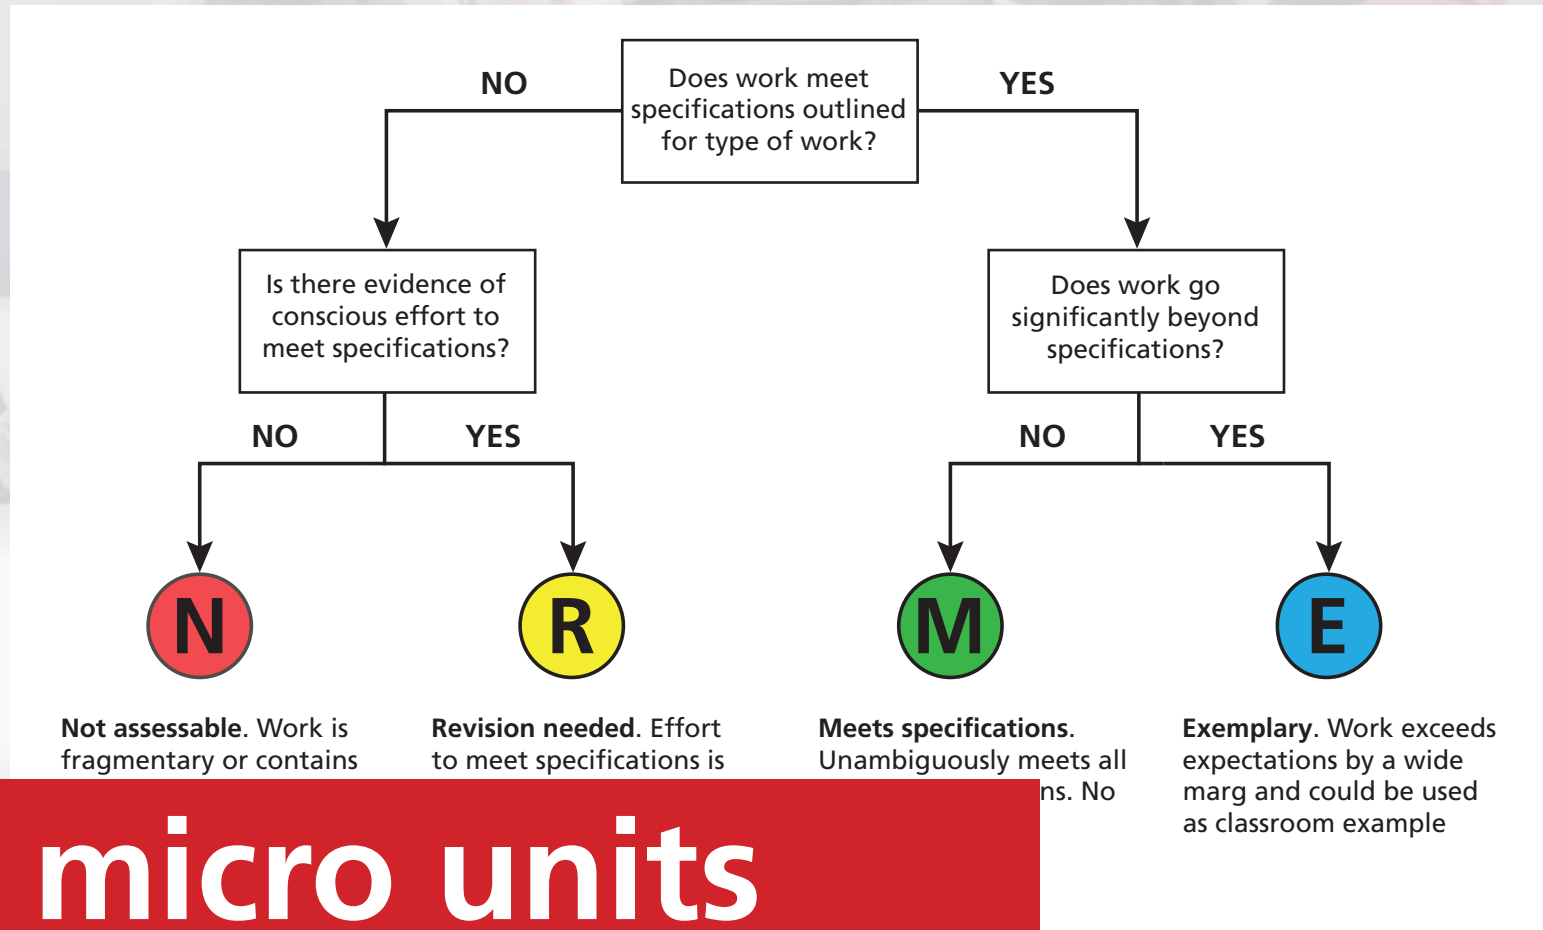 Does work meet
specifications outlined
for type of work?
NO
YES
Is there evidence of
conscious effort to
meet specifications?
Does work go
significantly beyond
specifications?
NO
YES
NO
YES
N
R
M
E
Not assessable. Work is
fragmentary or contains
Revision needed. Effort
to meet specifications is
Meets specifications.
Unambiguously meets all
ns. No
Exemplary. Work exceeds
expectations by a wide
marg and could be used
as classroom example
micro units